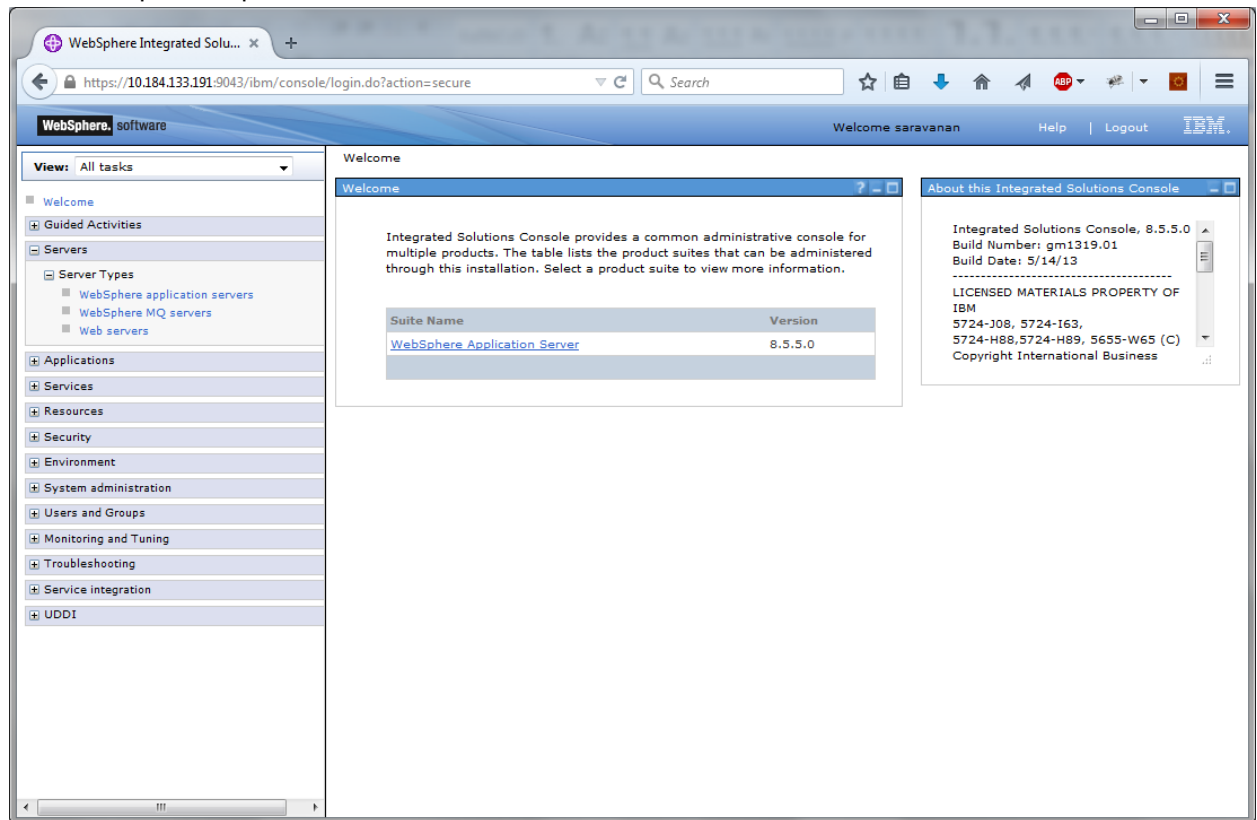 WebSphere Integrated Solu...
https://10.184.133.191:9043/ibm/console/login.do?action=secure
Search
ABP
WebSphere. software
Welcome saravanan
Help | Logout
IBM.
View: All tasks
Welcome
Guided Activities
Servers
Server Types
WebSphere application servers
WebSphere MQ servers
Web servers
Applications
Services
Resources
Security
Environment
System administration
Users and Groups
Monitoring and Tuning
Troubleshooting
Service integration
UDDI
Welcome
Welcome
Integrated Solutions Console provides a common administrative console for
multiple products. The table lists the product suites that can be administered
through this installation. Select a product suite to view more information.
Suite Name Version
WebSphere Application Server 8.5.5.0
About this Integrated Solutions Console
Integrated Solutions Console, 8.5.5.0
Build Number: gm1319.01
Build Date: 5/14/13
---------------------------------------
LICENSED MATERIALS PROPERTY OF
IBM
5724-J08, 5724-I63,
5724-H88,5724-H89, 5655-W65 (C)
Copyright International Business